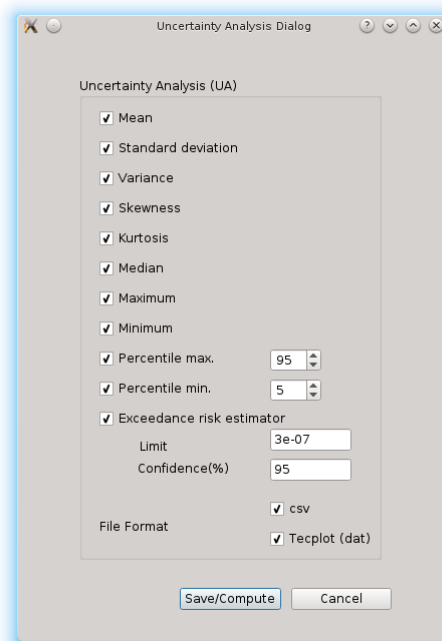 Uncertainty Analysis Dialog
Uncertainty Analysis (UA)
Mean
Standard deviation
Variance
Skewness
Kurtosis
Median
Maximum
Minimum
Percentile max. 95
Percentile min. 5
Exceedance risk estimator
Limit 3e-07
Confidence(%) 95
csv
File Format
Tecplot (dat)
Save/Compute Cancel